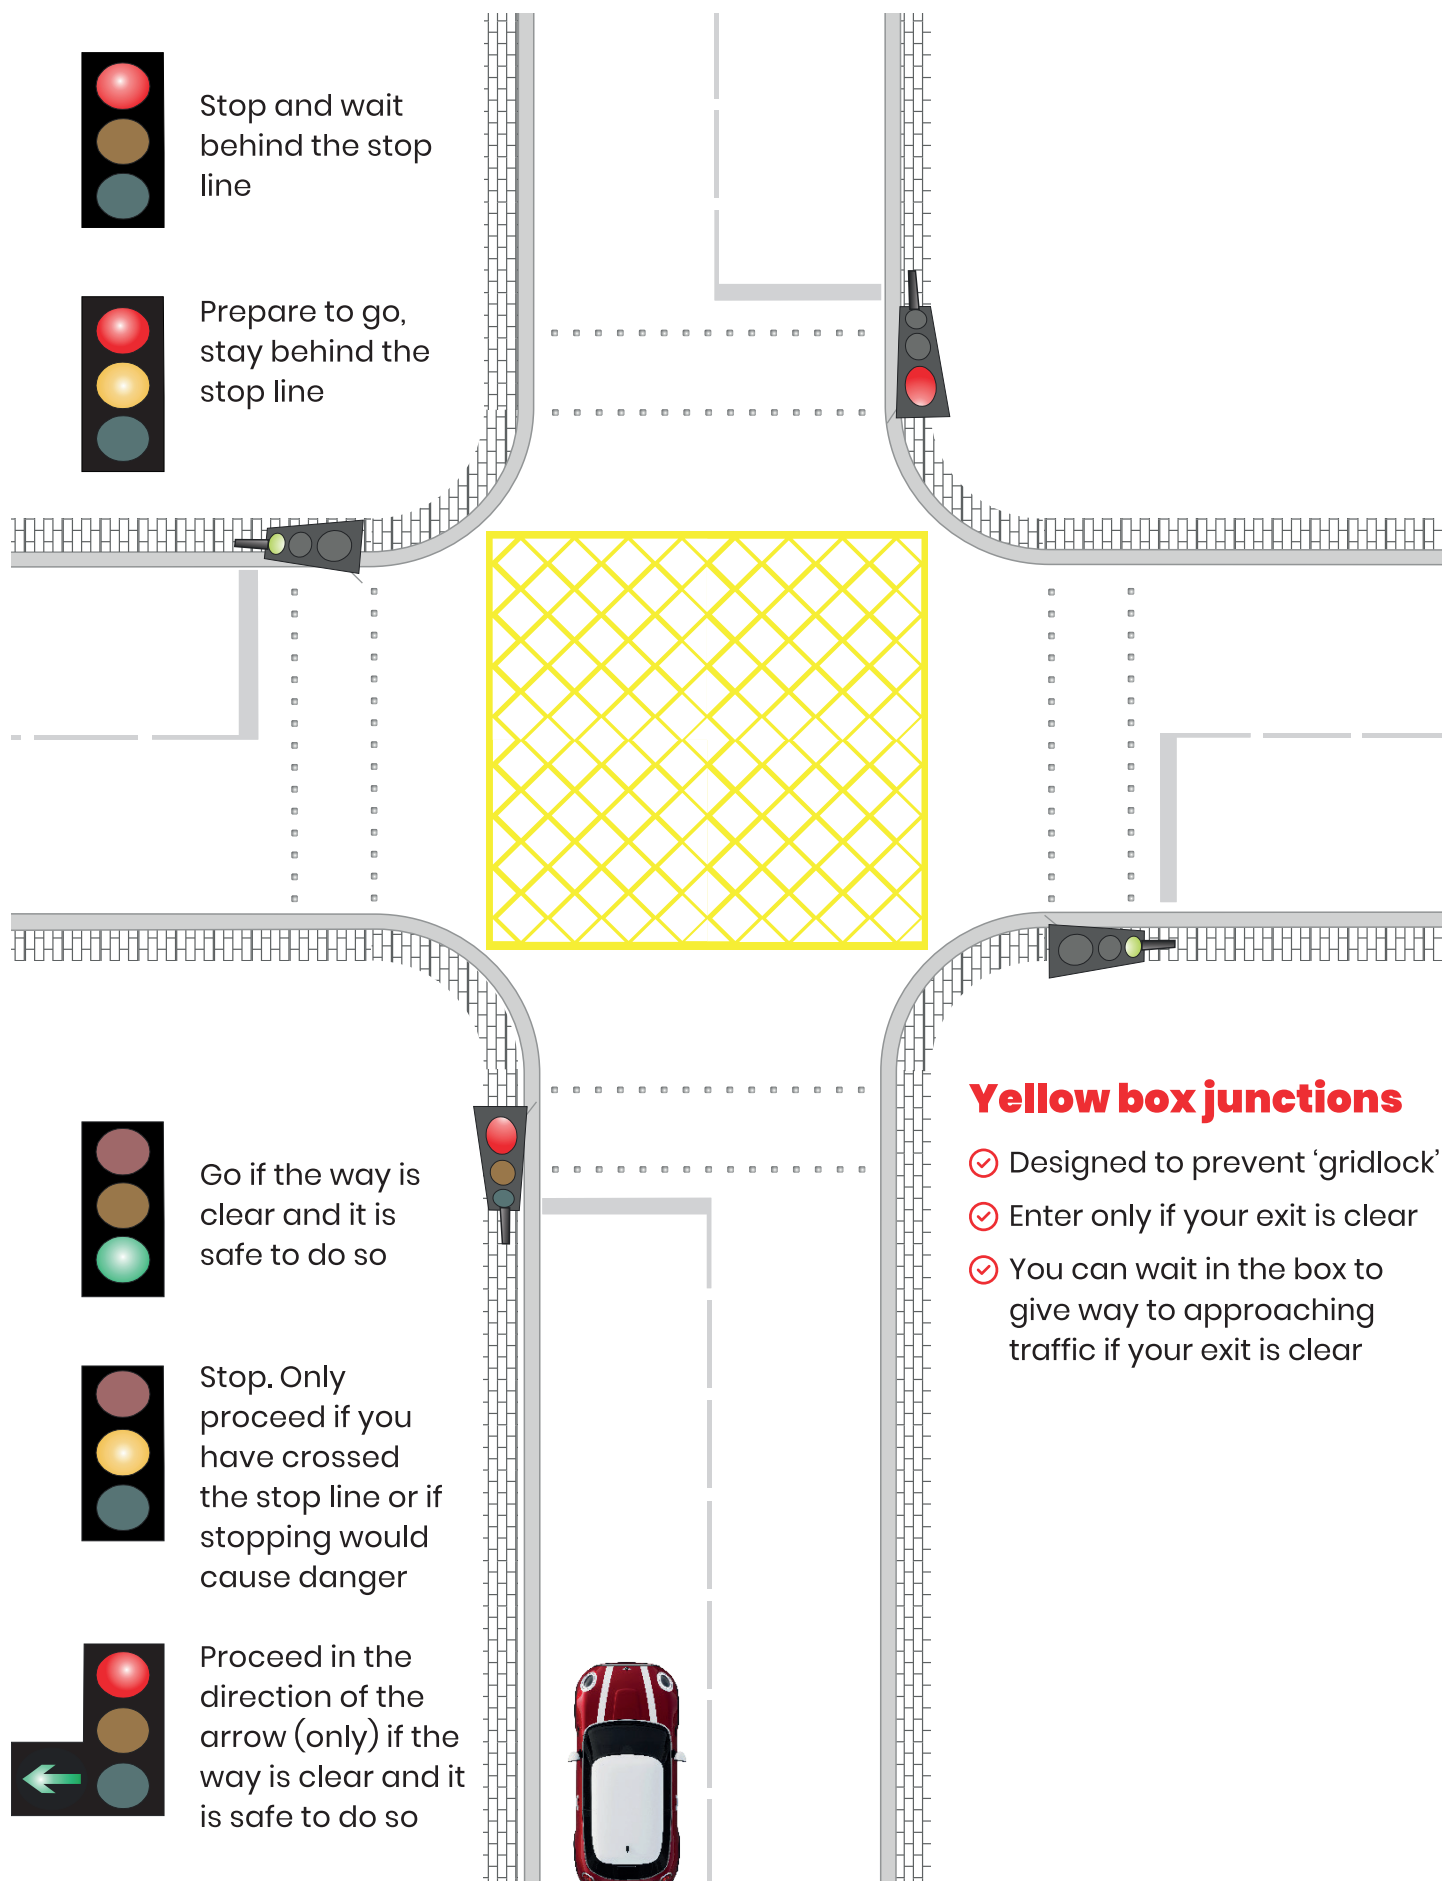 Stop and wait
behind the stop
line
Prepare to go,
stay behind the
stop line
Go if the way is
clear and it is
safe to do so
Stop. Only
proceed if you
have crossed
the stop line or if
stopping would
cause danger
Proceed in the
direction of the
arrow (only) if the
way is clear and it
is safe to do so
Yellow box junctions
Designed to prevent ‘gridlock’
Enter only if your exit is clear
You can wait in the box to
give way to approaching
traffic if your exit is clear